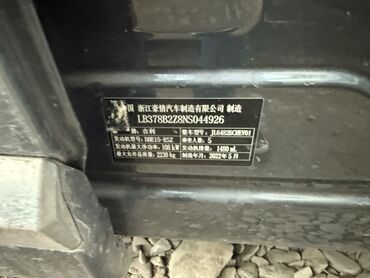 国 浙江豪情汽车制造有限公司 制造
LB378B2Z8NS044926
品 牌: 吉利 整车型号: JL6482DCHEV01
发动机型号: DHE15-ESZ 乘坐人数: 5
发动机最大净功率: 108 kW 发动机排量: 1480 mL
最大允许总质量: 2230 kg 制造年月: 2022年5月